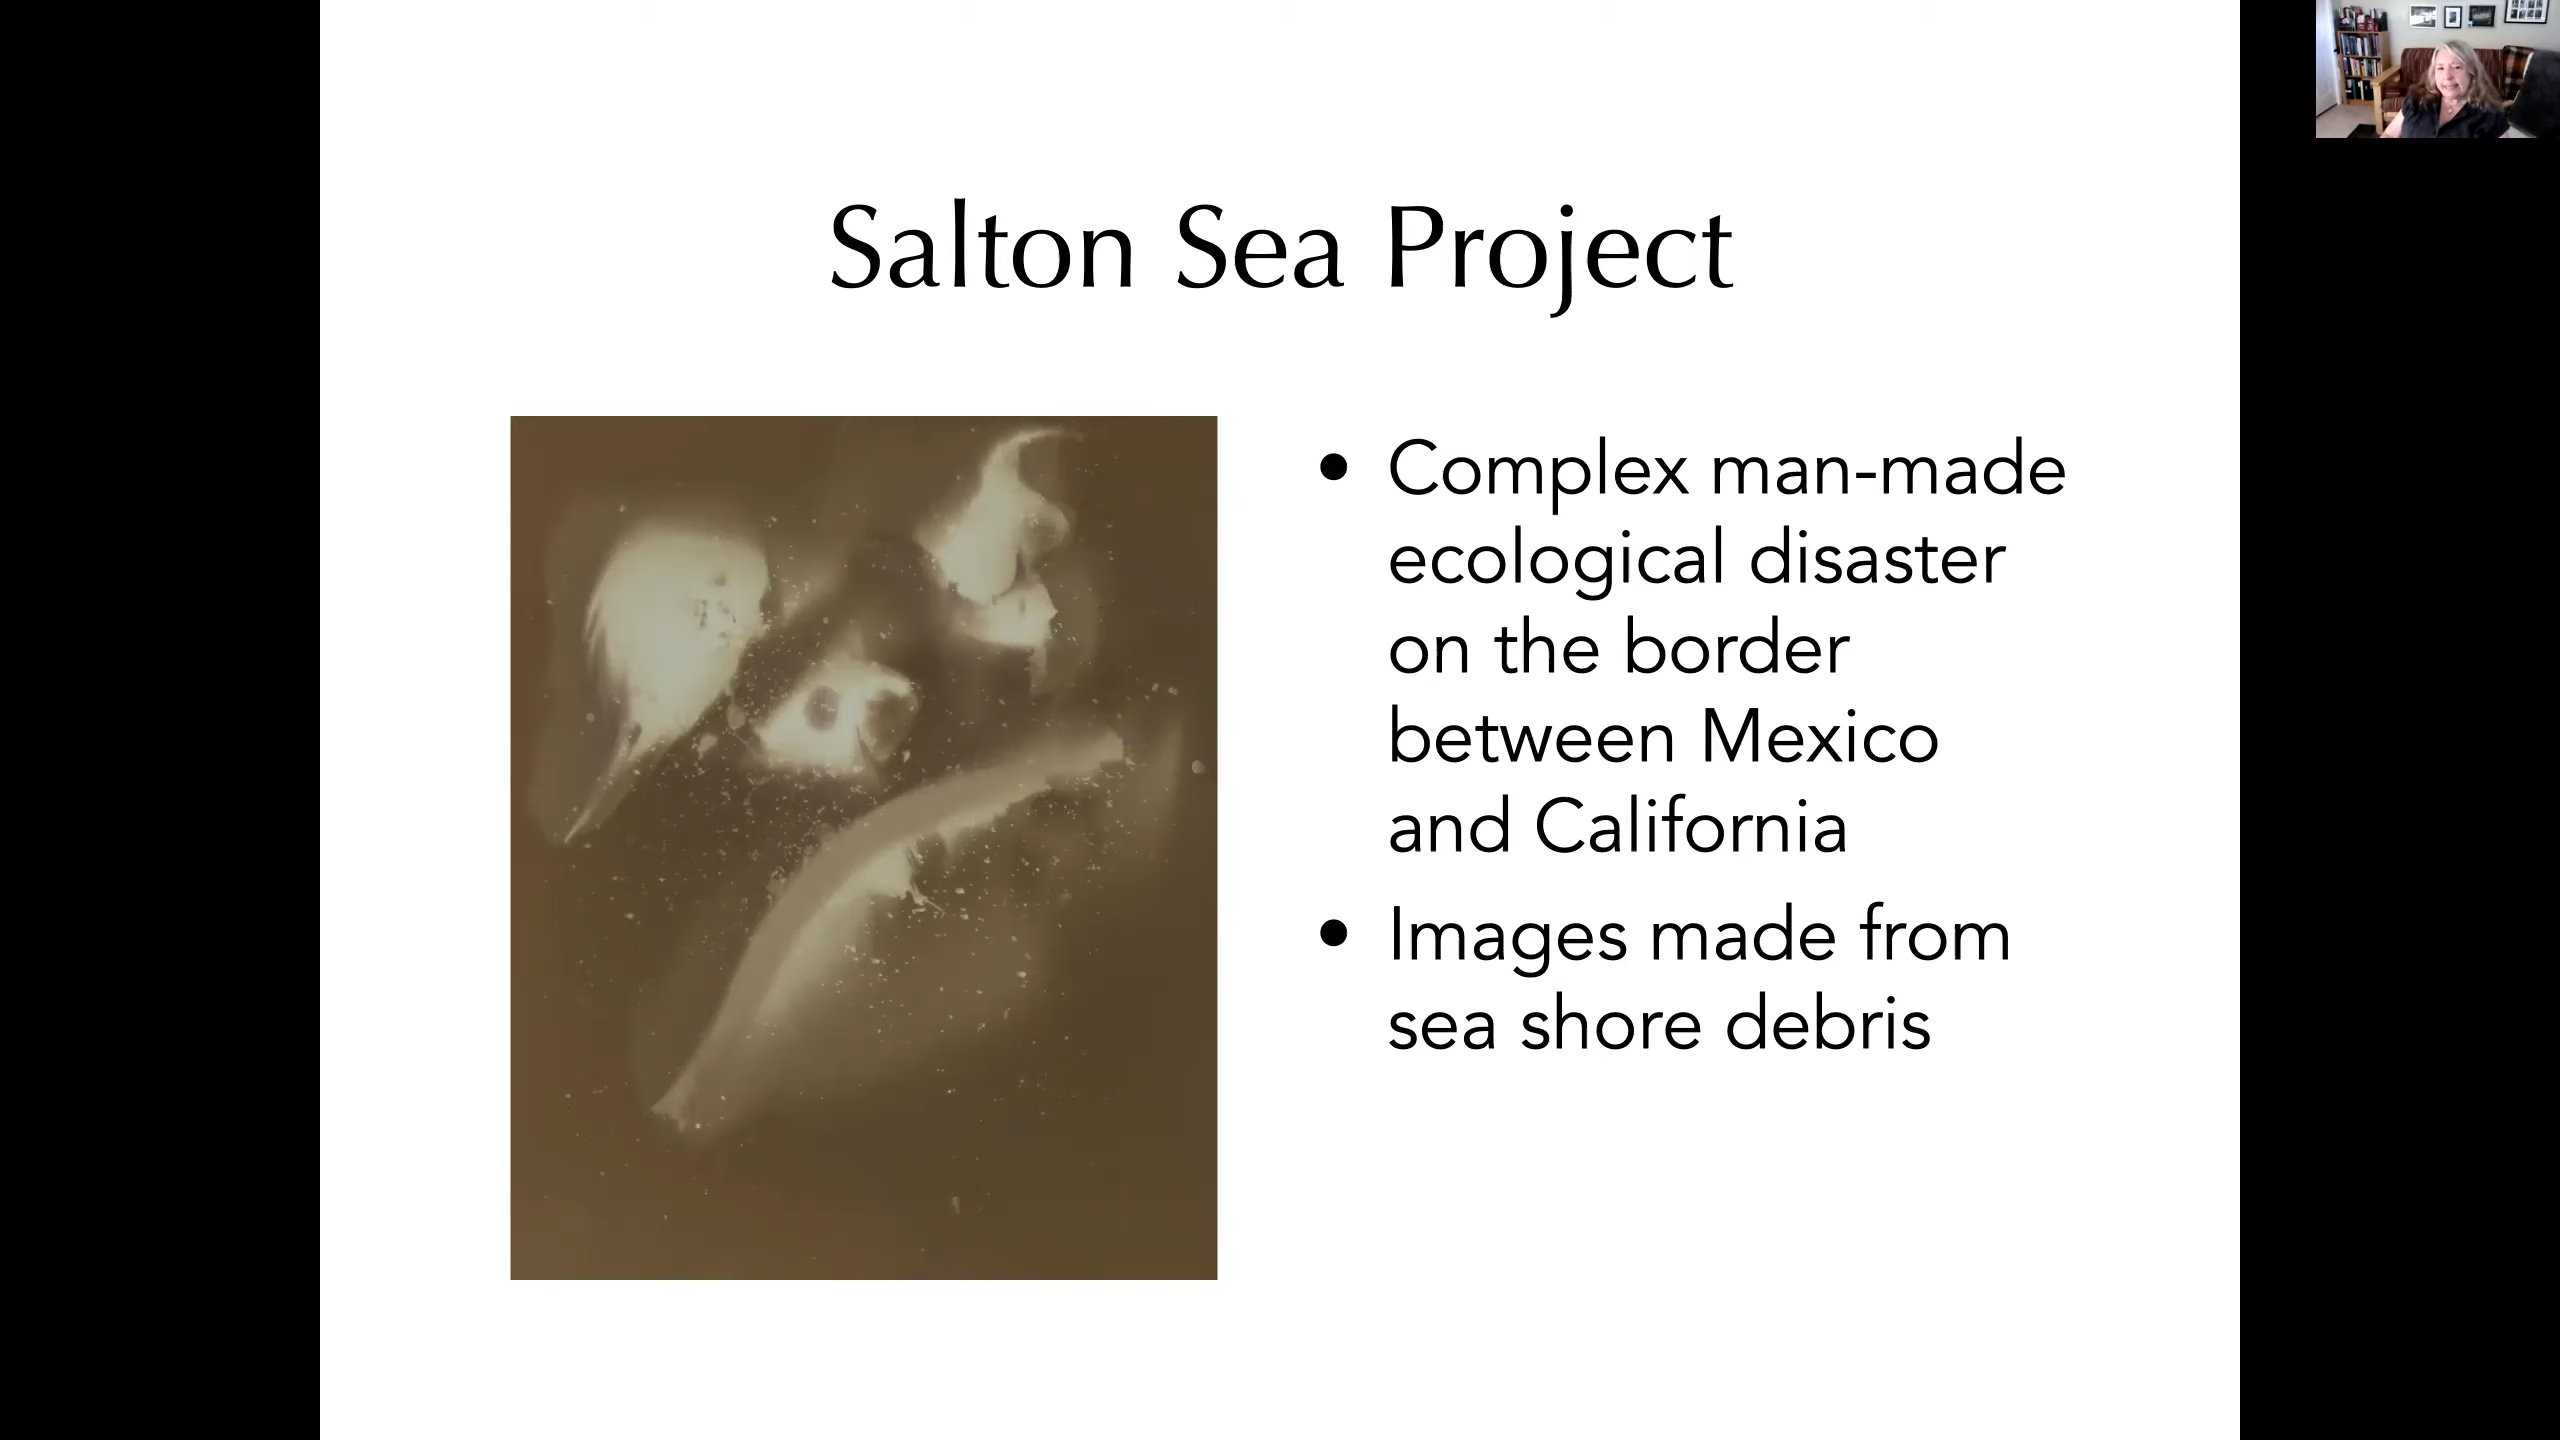 Salton Sea Project
• Complex man-made
ecological disaster
on the border
between Mexico
and California
• Images made from
sea shore debris